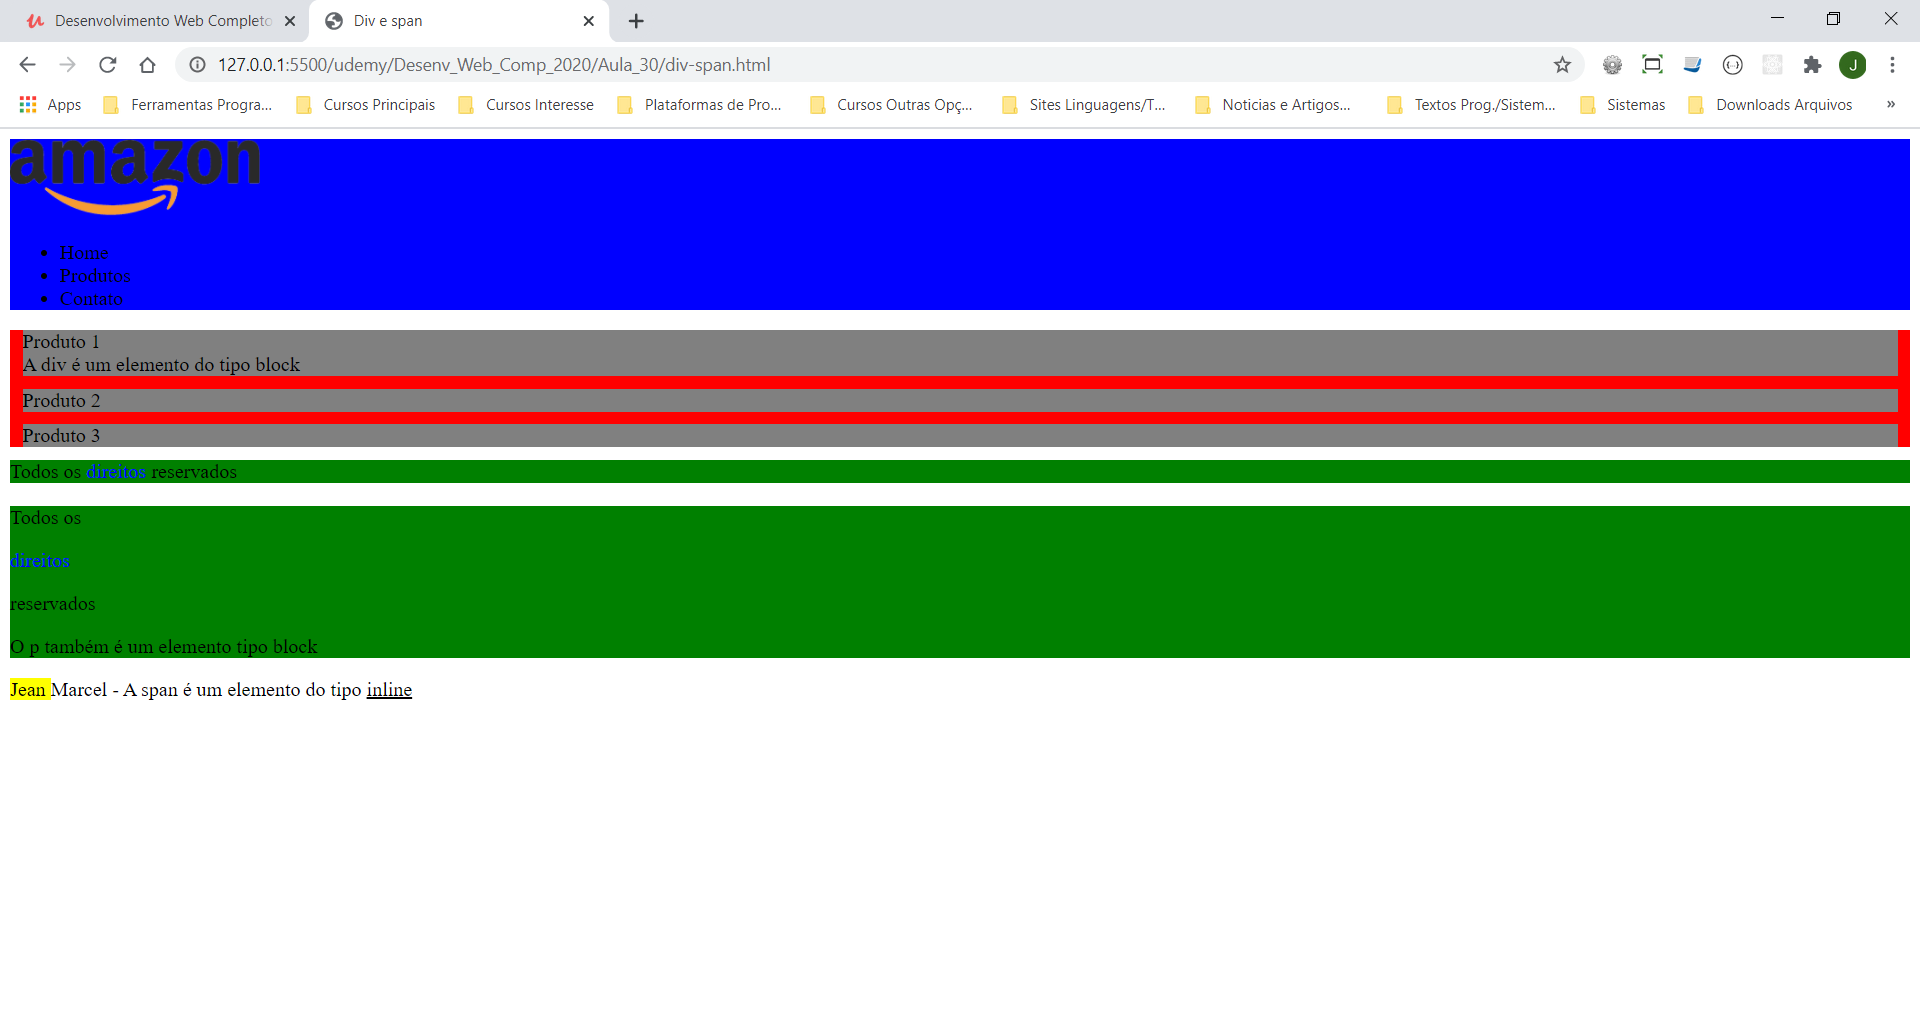 Desenvolvimento Web Completo
Div e span
127.0.0.1:5500/udemy/Desenv_Web_Comp_2020/Aula_30/div-span.html
J
Apps
Ferramentas Progra...
Cursos Principais
Cursos Interesse
Plataformas de Pro...
Cursos Outras Opç...
Sites Linguagens/T...
Noticias e Artigos...
Textos Prog./Sistem...
Sistemas
Downloads Arquivos
»
amazon
Home
Produtos
Contato
Produto 1
A div é um elemento do tipo block
Produto 2
Produto 3
Todos os direitos reservados
Todos os
direitos
reservados
O p também é um elemento tipo block
Jean Marcel - A span é um elemento do tipo inline